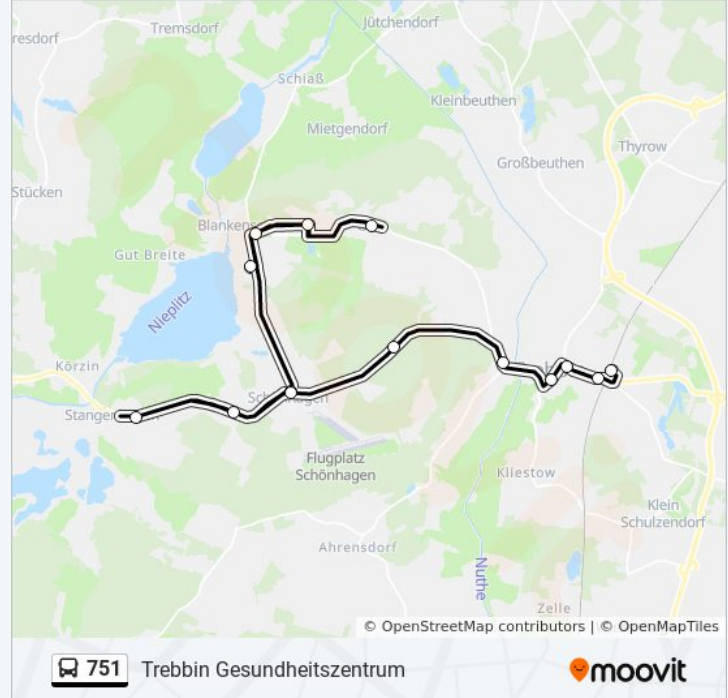 Jütchendorf
resdorf
Tremsdorf
Schiaß
Kleinbeuthen
Mietgendorf
Thyrow
Großbeuthen
Stücken
Blankens
Gut Breite
Nieplitz
Körzin
Stangen
Flugplatz
Schönhagen
Kliestow
Klein
Schulzendorf
Ahrensdorf
Nuthe
Zelle
© OpenStreetMap contributors | © OpenMapTiles
751 Trebbin Gesundheitszentrum
moovit